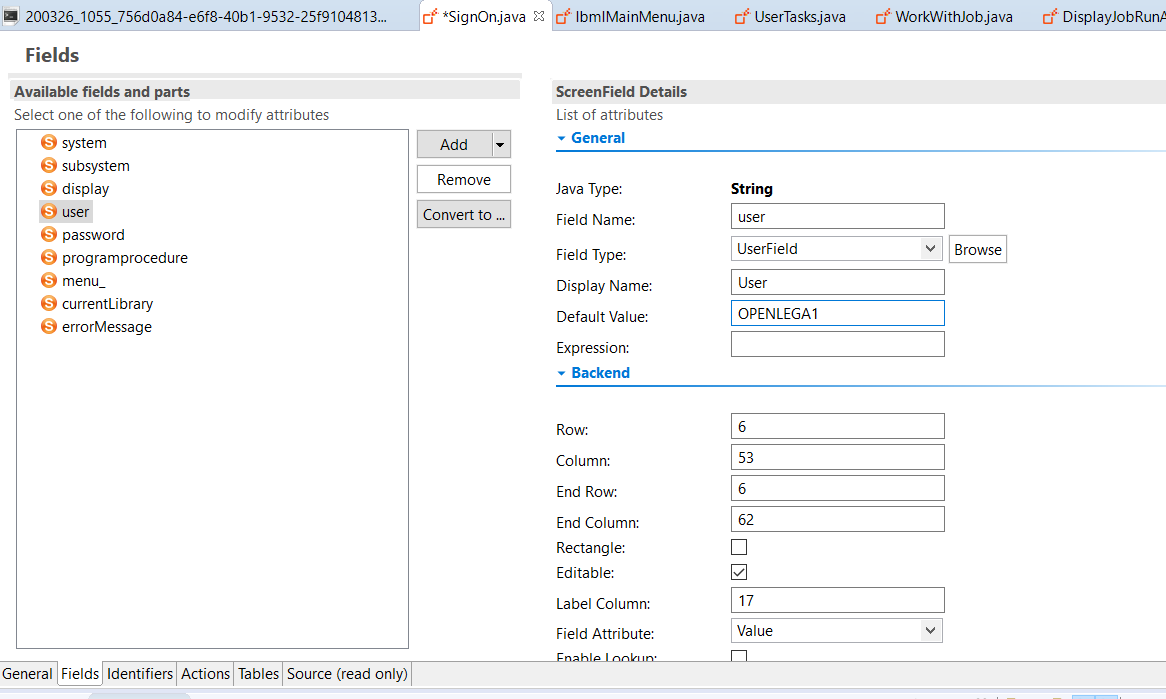 200326_1055_756d0a84-e6f8-40b1-9532-25f9104813...
*SignOn.java
IbmIMainMenu.java
UserTasks.java
WorkWithJob.java
DisplayJobRunA
Fields
Available fields and parts
Select one of the following to modify attributes
system
subsystem
display
user
password
programprocedure
menu_
currentLibrary
errorMessage
Add
Remove
Convert to ...
ScreenField Details
List of attributes
General
Java Type: String
Field Name: user
Field Type: UserField Browse
Display Name: User
Default Value: OPENLEGA1
Expression:
Backend
Row: 6
Column: 53
End Row: 6
End Column: 62
Rectangle:
Editable:
Label Column: 17
Field Attribute: Value
Enable Lookup:
General Fields Identifiers Actions Tables Source (read only)